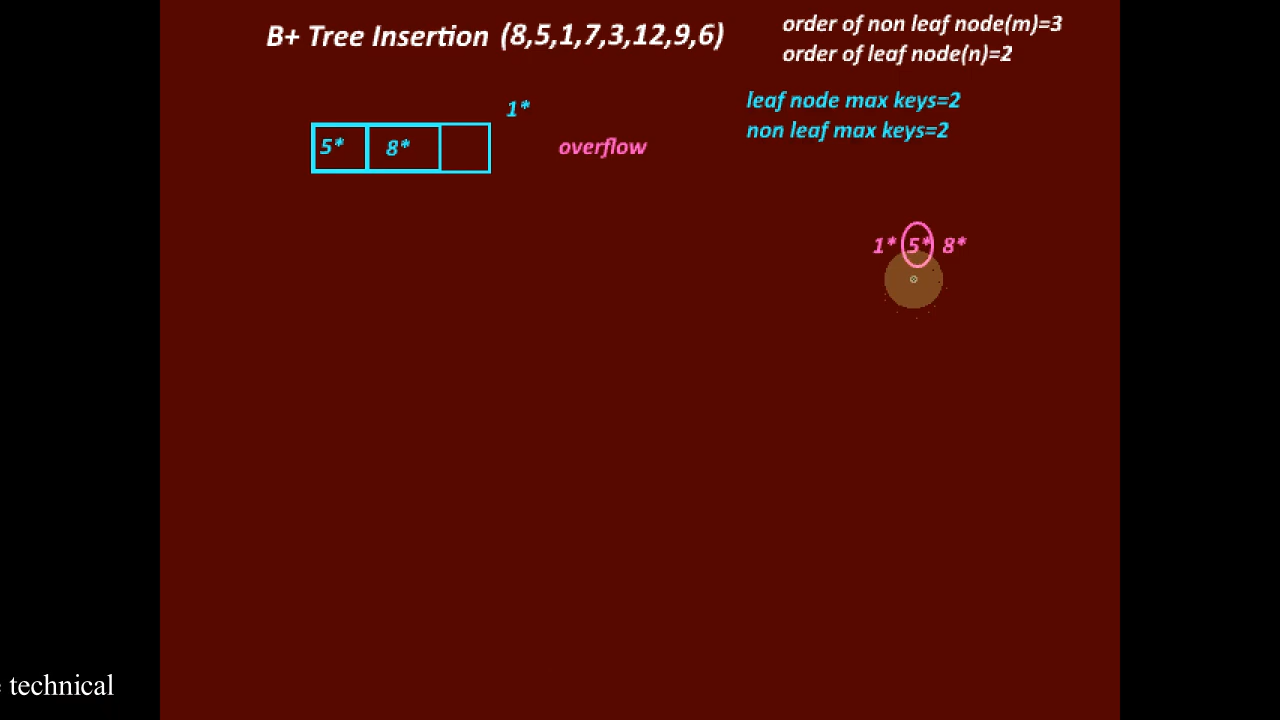 B+ Tree Insertion (8,5,1,7,3,12,9,6)
order of non leaf node(m)=3
order of leaf node(n)=2
leaf node max keys=2
non leaf max keys=2
1*
5* 8*
overflow
1* 5* 8*
technical